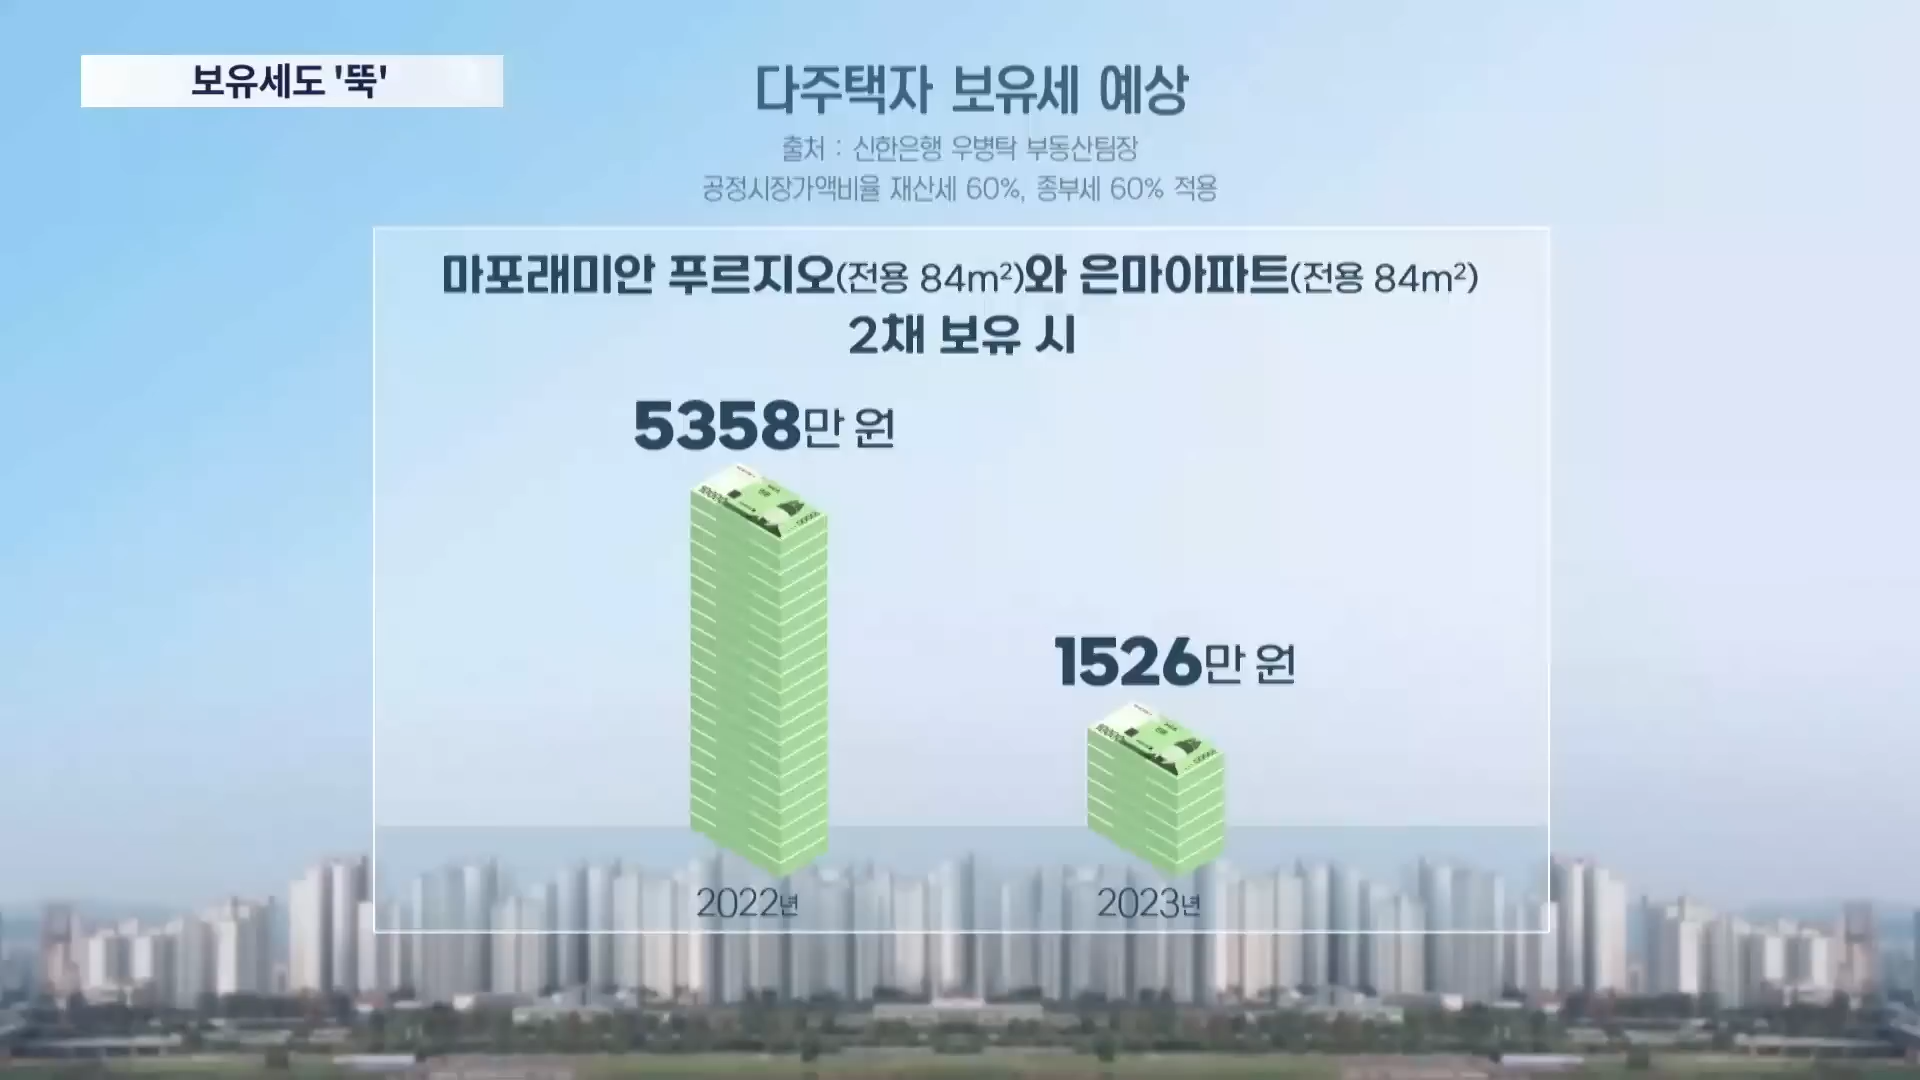 보유세도 '뚝'
다주택자 보유세 예상
출처 : 신한은행 우병탁 부동산팀장
공정시장가액비율 재산세 60%, 종부세 60% 적용
마포래미안 푸르지오(전용 84m²)와 은마아파트(전용 84m²)
2채 보유 시
5358만 원
1526만 원
10000
10000
2022년
2023년